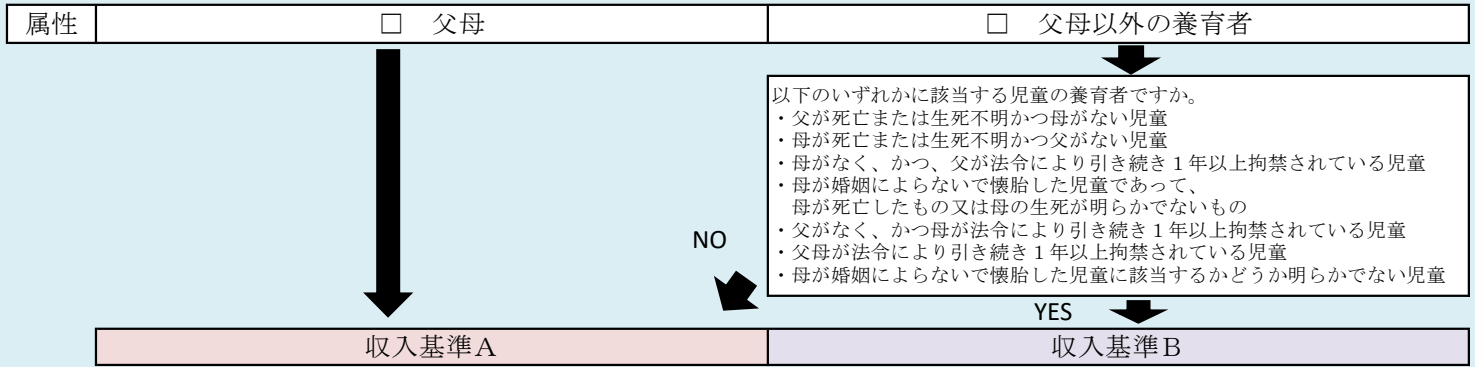 属性
□ 父母
□ 父母以外の養育者
以下のいずれかに該当する児童の養育者ですか。
・父が死亡または生死不明かつ母がない児童
・母が死亡または生死不明かつ父がない児童
・母がなく、かつ、父が法令により引き続き１年以上拘禁されている児童
・母が婚姻によらないで懐胎した児童であって、
母が死亡したもの又は母の生死が明らかでないもの
・父がなく、かつ母が法令により引き続き１年以上拘禁されている児童
・父母が法令により引き続き１年以上拘禁されている児童
・母が婚姻によらないで懐胎した児童に該当するかどうか明らかでない児童
NO
YES
収入基準Ａ
収入基準Ｂ